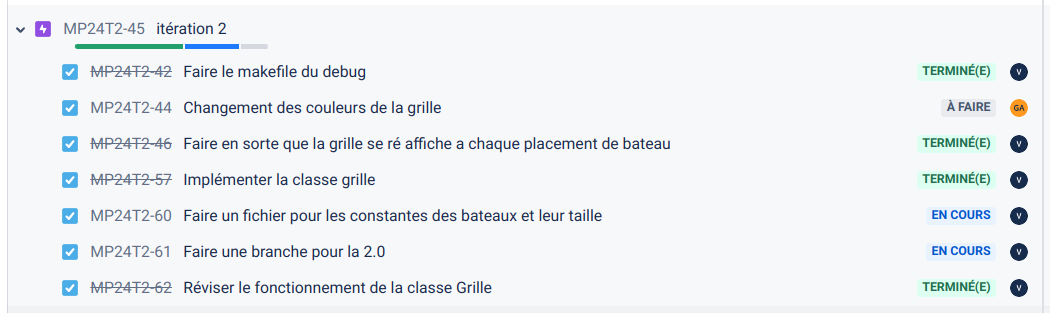 MP24T2-45 itération 2
MP24T2-42 Faire le makefile du debug TERMINÉ(E) V
MP24T2-44 Changement des couleurs de la grille À FAIRE GA
MP24T2-46 Faire en sorte que la grille se ré affiche a chaque placement de bateau TERMINÉ(E) V
MP24T2-57 Implémenter la classe grille TERMINÉ(E) V
MP24T2-60 Faire un fichier pour les constantes des bateaux et leur taille EN COURS V
MP24T2-61 Faire une branche pour la 2.0 EN COURS V
MP24T2-62 Réviser le fonctionnement de la classe Grille TERMINÉ(E) V